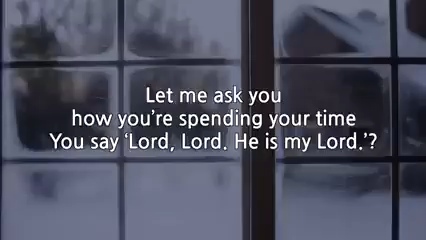 Let me ask you
how you're spending your time
You say ‘Lord, Lord. He is my Lord.’?